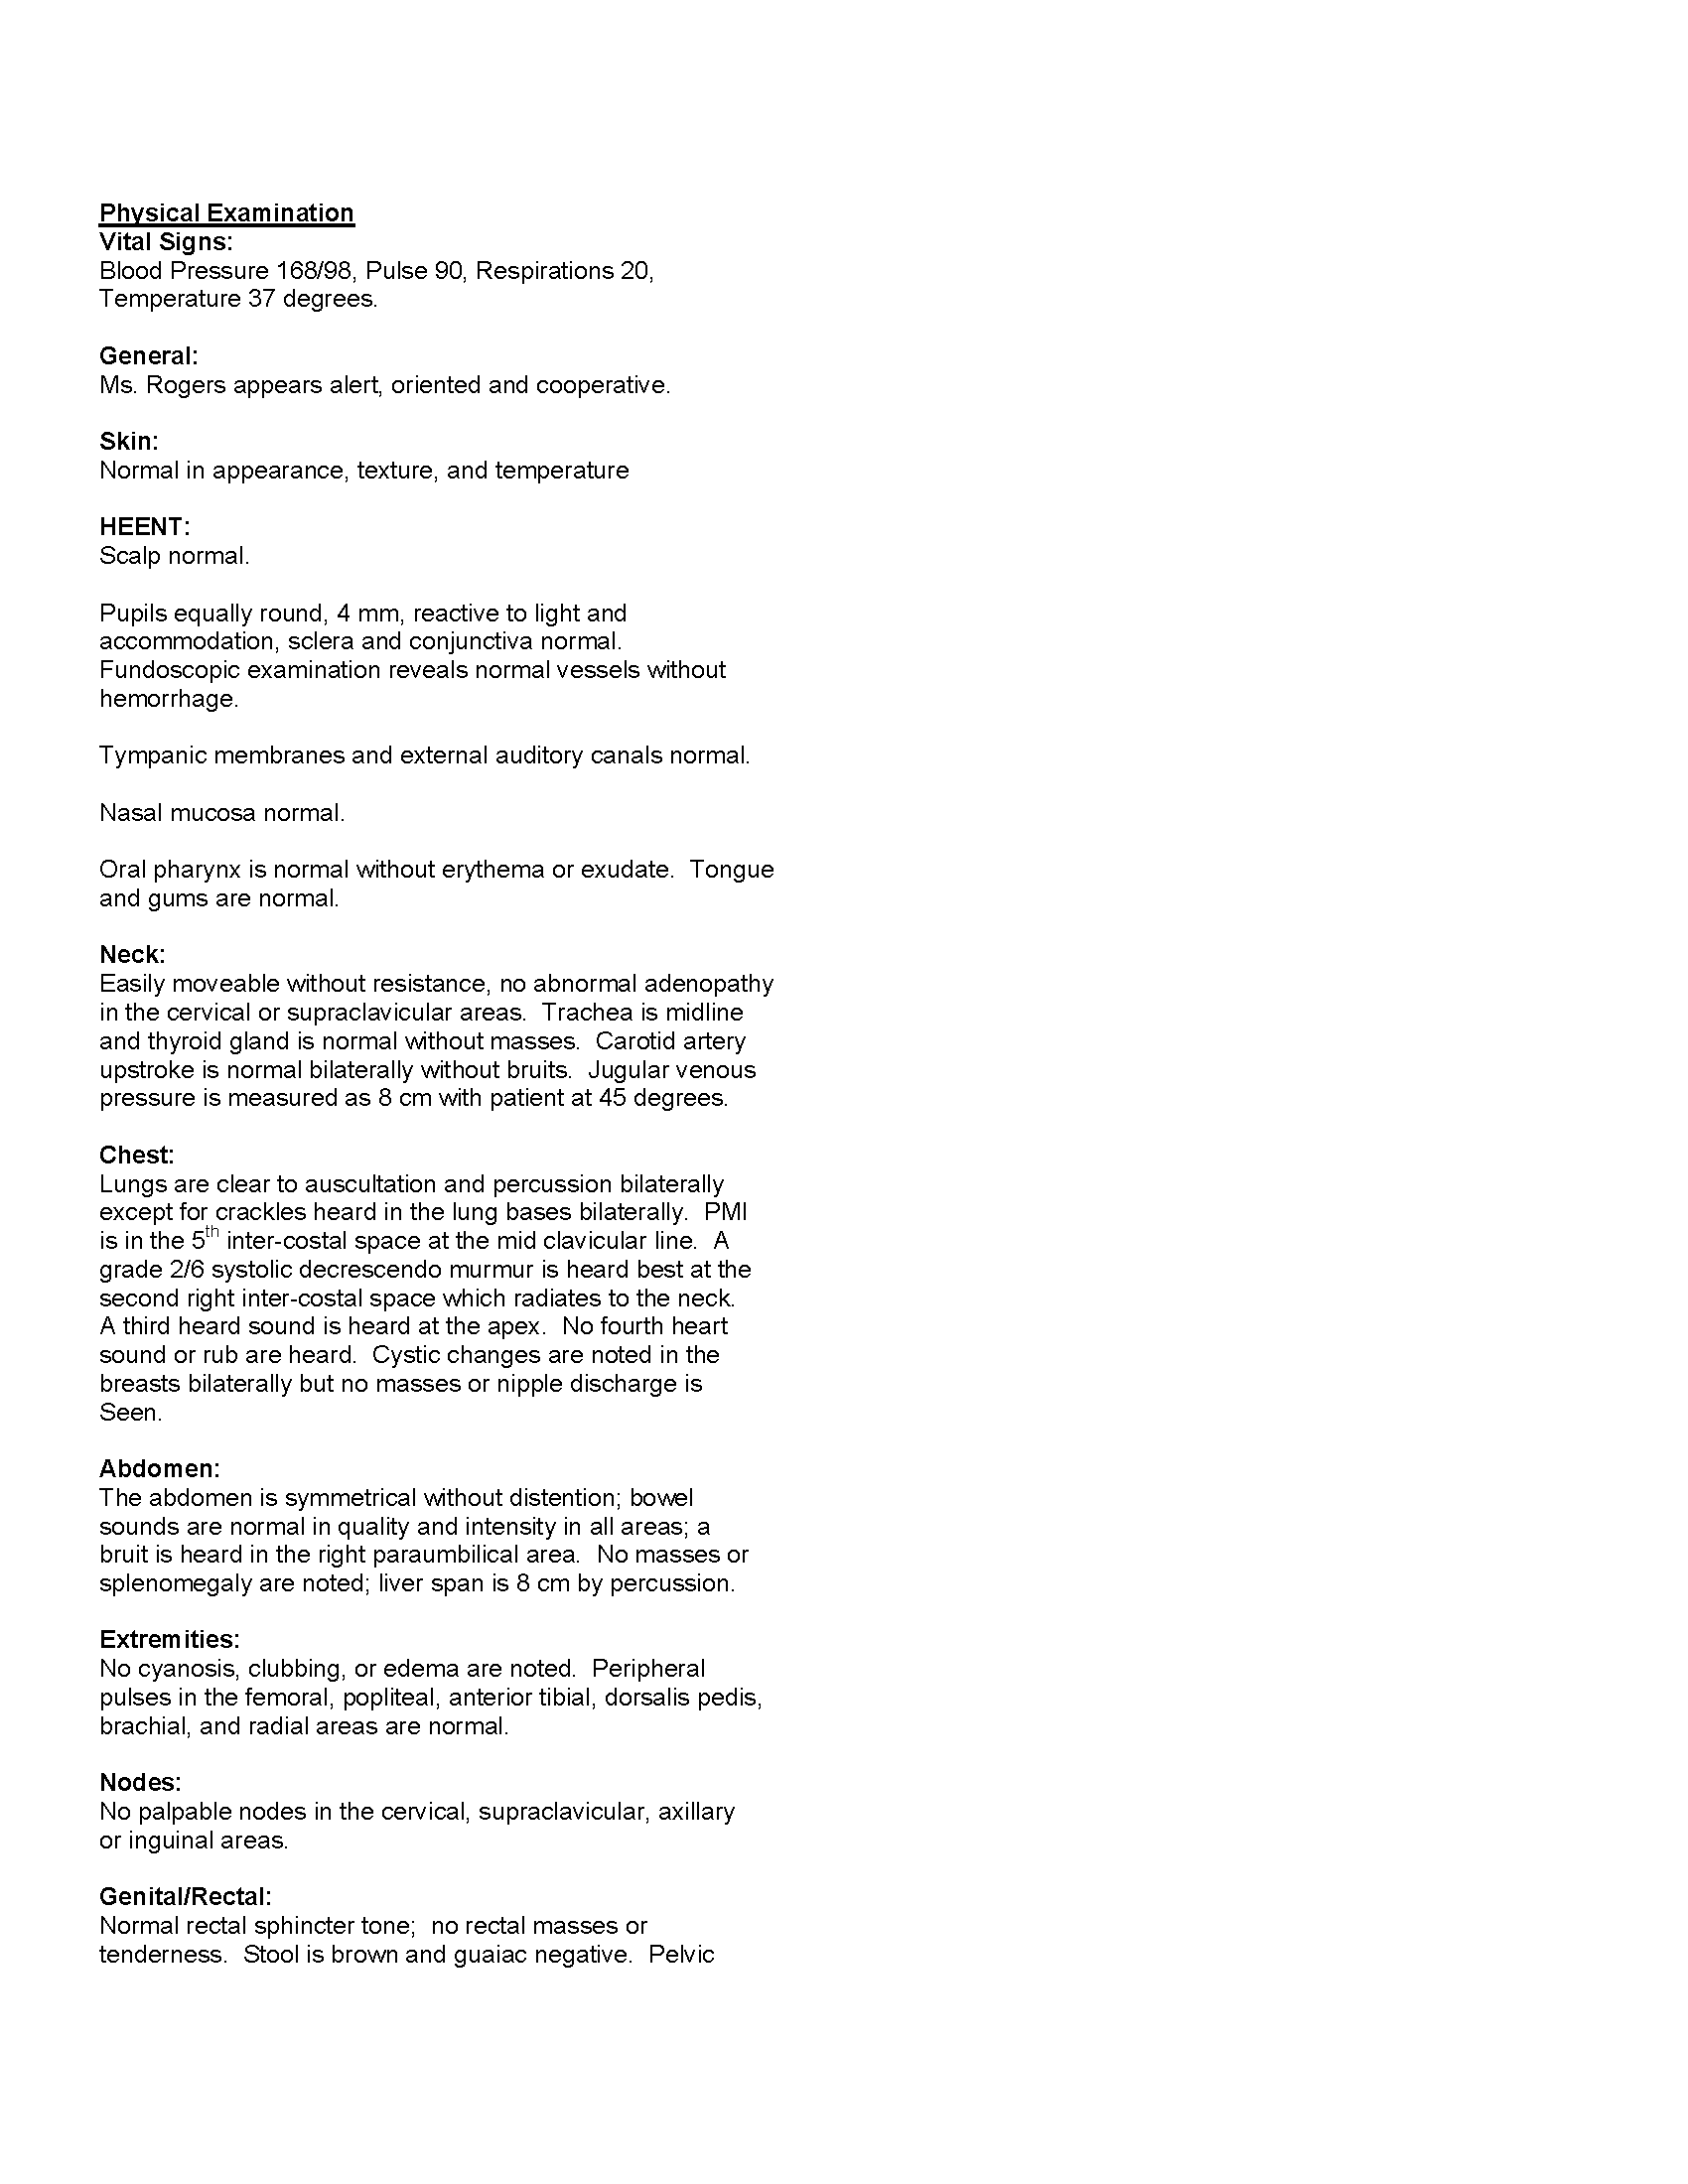 Physical Examination
Vital Signs:
Blood Pressure 168/98, Pulse 90, Respirations 20,
Temperature 37 degrees.
General:
Ms. Rogers appears alert, oriented and cooperative.
Skin:
Normal in appearance, texture, and temperature
HEENT:
Scalp normal.
Pupils equally round, 4 mm, reactive to light and
accommodation, sclera and conjunctiva normal.
Fundoscopic examination reveals normal vessels without
hemorrhage.
Tympanic membranes and external auditory canals normal.
Nasal mucosa normal.
Oral pharynx is normal without erythema or exudate.  Tongue
and gums are normal.
Neck:
Easily moveable without resistance, no abnormal adenopathy
in the cervical or supraclavicular areas.  Trachea is midline
and thyroid gland is normal without masses.  Carotid artery
upstroke is normal bilaterally without bruits.  Jugular venous
pressure is measured as 8 cm with patient at 45 degrees.
Chest:
Lungs are clear to auscultation and percussion bilaterally
except for crackles heard in the lung bases bilaterally.  PMI
is in the 5th inter-costal space at the mid clavicular line.  A
grade 2/6 systolic decrescendo murmur is heard best at the
second right inter-costal space which radiates to the neck.
A third heard sound is heard at the apex.  No fourth heart
sound or rub are heard.  Cystic changes are noted in the
breasts bilaterally but no masses or nipple discharge is
Seen.
Abdomen:
The abdomen is symmetrical without distention; bowel
sounds are normal in quality and intensity in all areas; a
bruit is heard in the right paraumbilical area.  No masses or
splenomegaly are noted; liver span is 8 cm by percussion.
Extremities:
No cyanosis, clubbing, or edema are noted.  Peripheral
pulses in the femoral, popliteal, anterior tibial, dorsalis pedis,
brachial, and radial areas are normal.
Nodes:
No palpable nodes in the cervical, supraclavicular, axillary
or inguinal areas.
Genital/Rectal:
Normal rectal sphincter tone;  no rectal masses or
tenderness.  Stool is brown and guaiac negative.  Pelvic